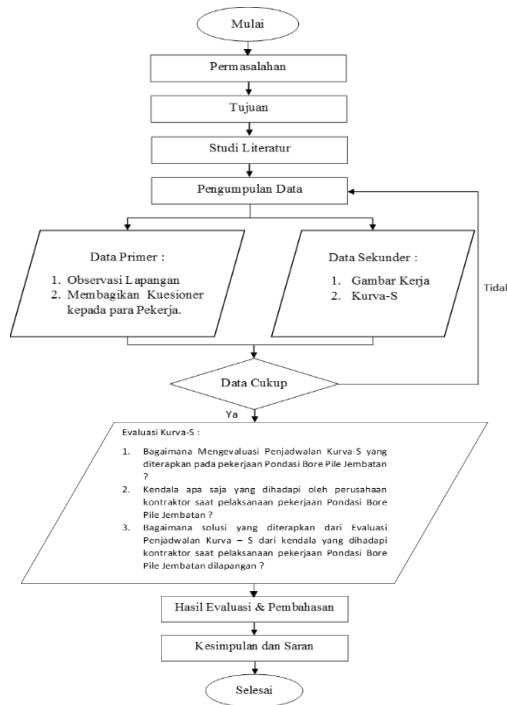 Mulai
Permasalahan
Tujuan
Studi Literatur
Pengumpulan Data
Data Primer :
1. Observasi Lapangan
2. Membagikan Kuesioner
kepada para Pekerja.
Data Sekunder :
1. Gambar Kerja
2. Kurva-S
Tidak
Data Cukup
Ya
Evaluasi Kurva-S :
1. Bagaimana Mengevaluasi Penjadwalan Kurva-S yang
diterapkan pada pekerjaan Pondasi Bore Pile Jembatan
?
2. Kendala apa saja yang dihadapi oleh perusahaan
kontraktor saat pelaksanaan pekerjaan Pondasi Bore
Pile Jembatan ?
3. Bagaimana solusi yang diterapkan dari Evaluasi
Penjadwalan Kurva – S dari kendala yang dihadapi
kontraktor saat pelaksanaan pekerjaan Pondasi Bore
Pile Jembatan dilapangan ?
Hasil Evaluasi & Pembahasan
Kesimpulan dan Saran
Selesai